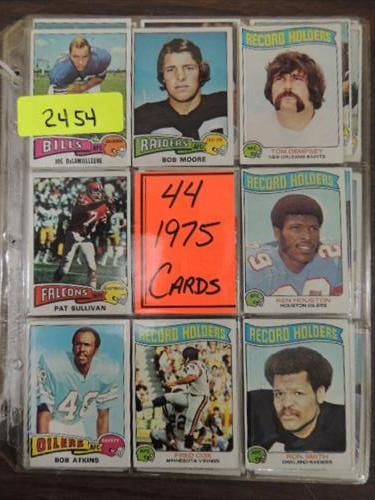 2454
BILLS
JOE DeLAMIELLEURE
RAIDERS
BOB MOORE
RECORD HOLDERS
TOM DEMPSEY
NEW ORLEANS SAINTS
FALCONS
PAT SULLIVAN
44
1975
CARDS
RECORD HOLDERS
KEN HOUSTON
HOUSTON OILERS
OILERS
SAFETY
BOB ATKINS
RECORD HOLDERS
FRED COX
MINNESOTA VIKINGS
RECORD HOLDERS
RON SMITH
OAKLAND RAIDERS